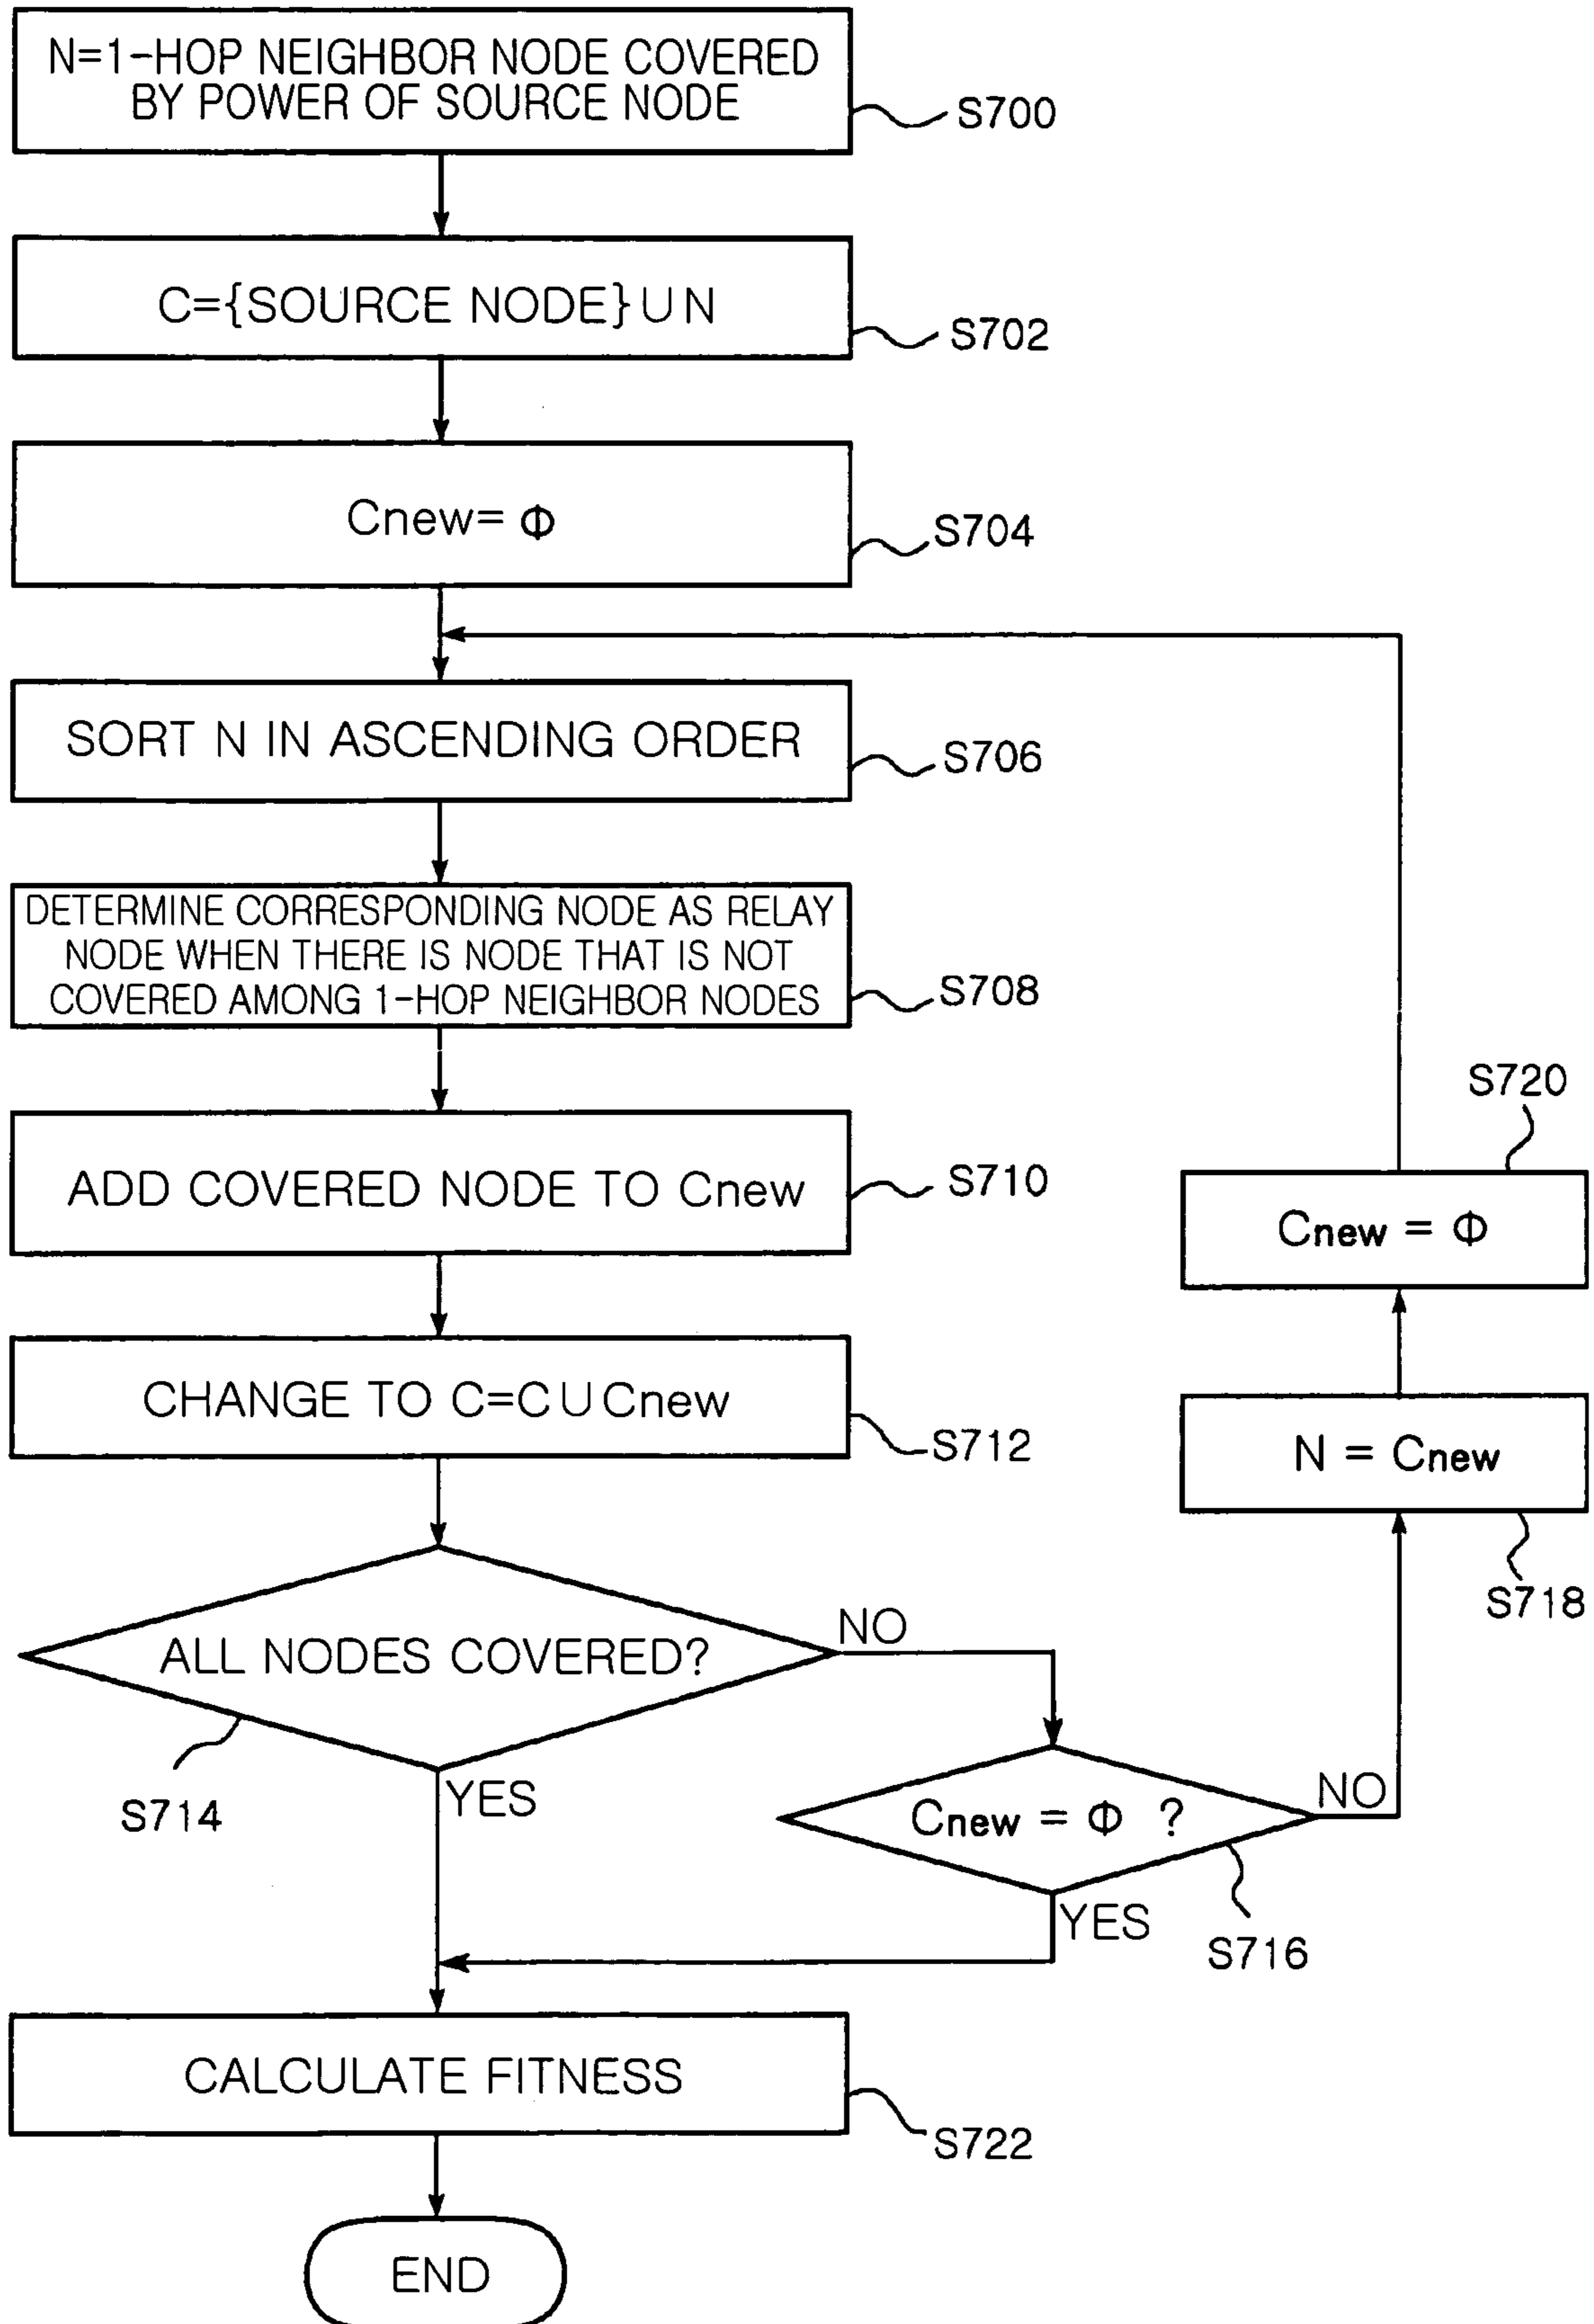 N=1-HOP NEIGHBOR NODE COVERED
BY POWER OF SOURCE NODE
S700
C={SOURCE NODE}∪N
S702
Cnew= Φ
S704
SORT N IN ASCENDING ORDER
S706
DETERMINE CORRESPONDING NODE AS RELAY
NODE WHEN THERE IS NODE THAT IS NOT
COVERED AMONG 1-HOP NEIGHBOR NODES
S708
ADD COVERED NODE TO Cnew
S710
CHANGE TO C=C∪Cnew
S712
ALL NODES COVERED?
S714
NO
YES
Cnew = Φ ?
S716
NO
YES
N = Cnew
S718
Cnew = Φ
S720
CALCULATE FITNESS
S722
END